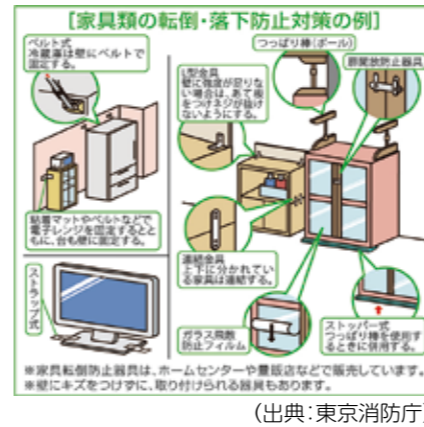 ［家具類の転倒・落下防止対策の例］
ベルト式
冷蔵庫は壁にベルトで
固定する。
つっぱり棒（ポール）
扉開放防止器具
L型金具
壁に強度が足りな
い場合は、あて板
をつけネジが抜け
ないようにする。
粘着マットやベルトなどで
電子レンジを固定するとと
もに、台も壁に固定する。
連結金具
上下に分かれてい
る家具は連結する。
ストラップ式
ガラス飛散
防止フィルム
ストッパー式
つっぱり棒を使用す
るときに併用する。
※家具転倒防止器具は、ホームセンターや量販店などで販売しています。
※壁にキズをつけずに、取り付けられる器具もあります。
（出典：東京消防庁）